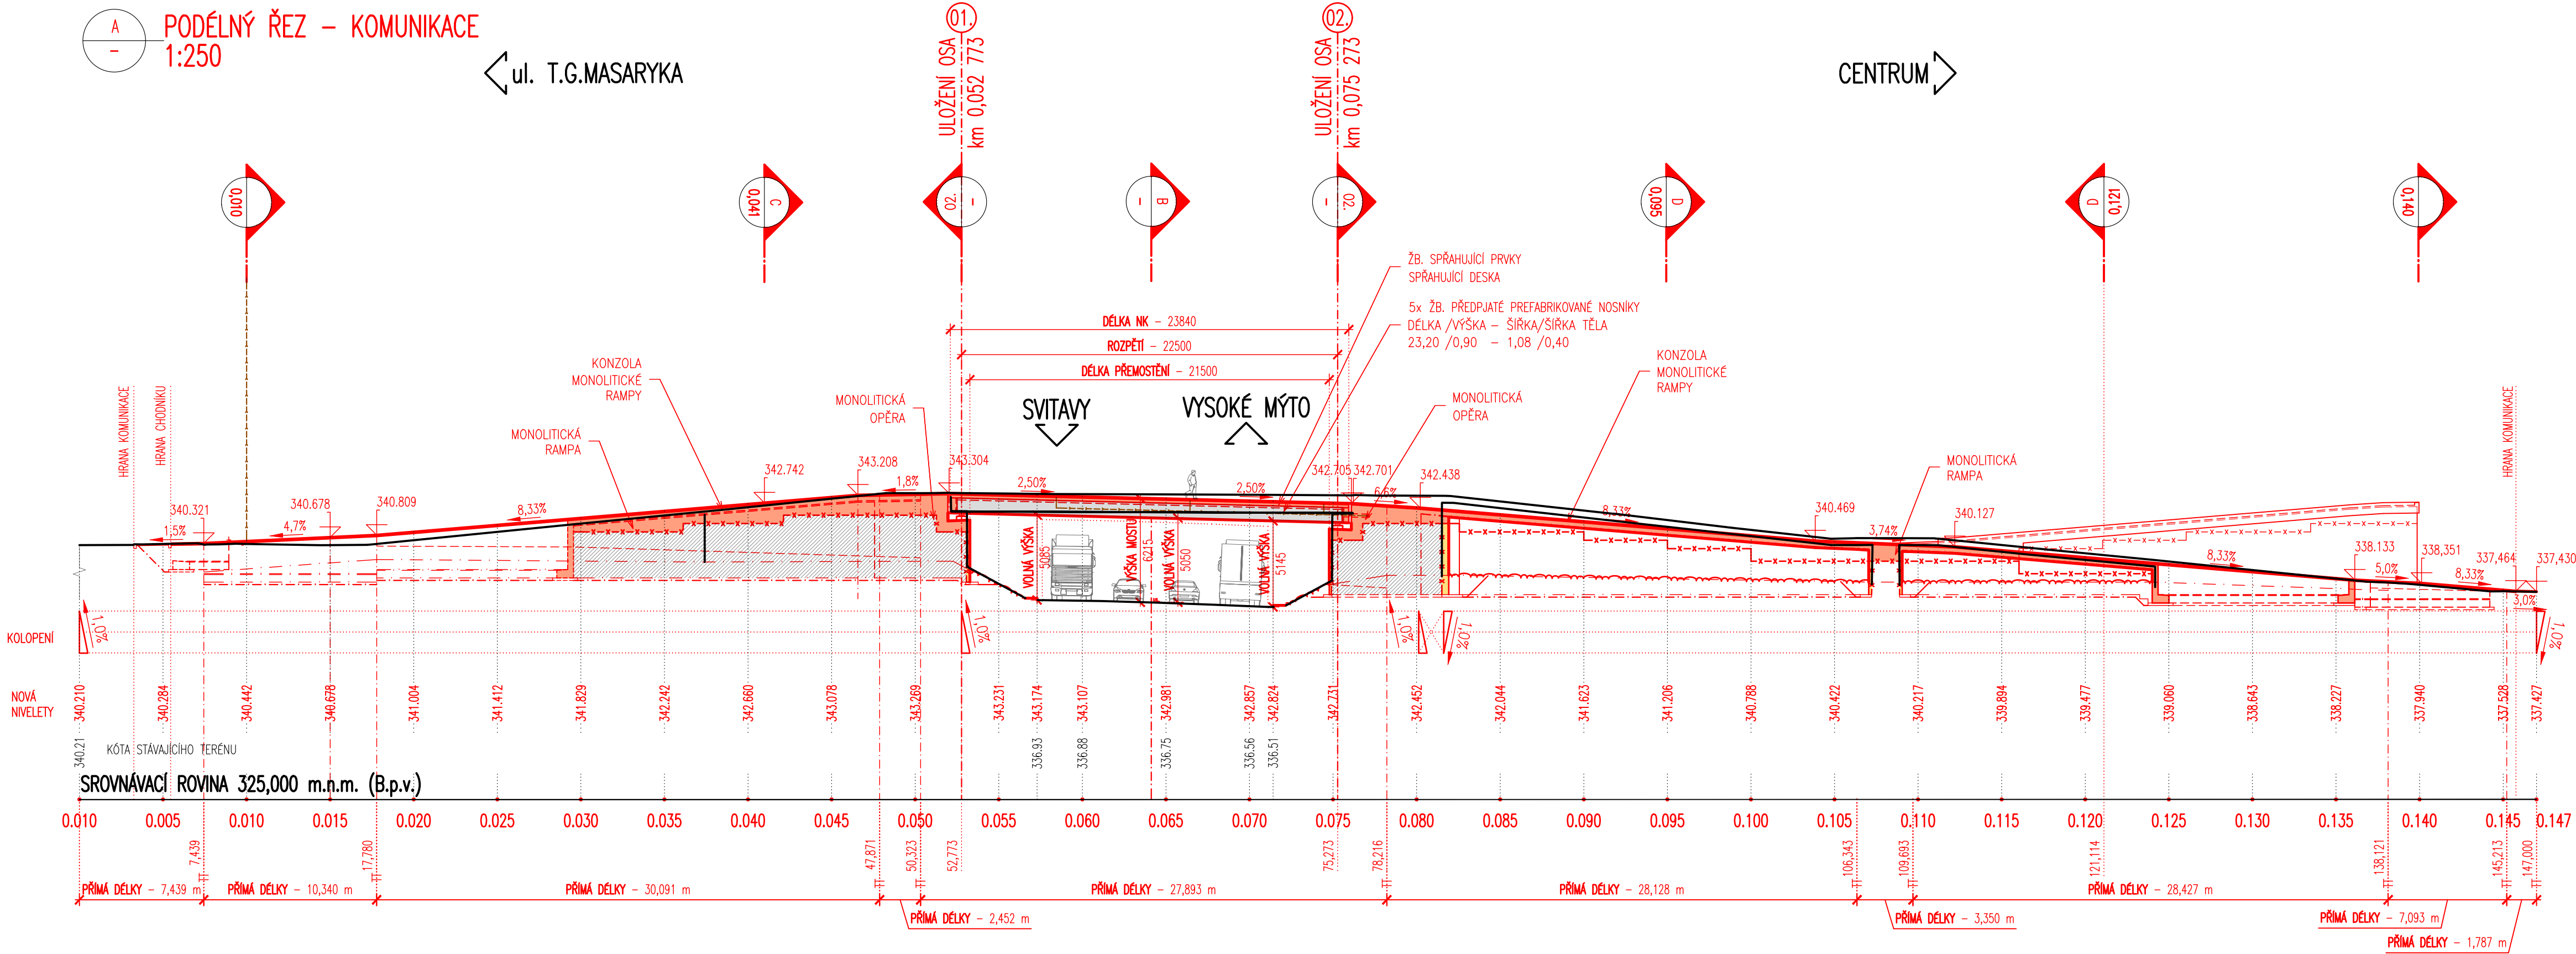 A
-
PODÉLNÝ ŘEZ - KOMUNIKACE
1:250
ul. T.G.MASARYKA
CENTRUM
01.
ULOŽENÍ OSA
km 0,052 773
02.
ULOŽENÍ OSA
km 0,075 273
0,010
0,041
C
-
B
-
02.
-
0,095
D
D
0,121
0,140
ŽB. SPŘAHUJÍCÍ PRVKY
SPŘAHUJÍCÍ DESKA
5x ŽB. PŘEDPJATÉ PREFABRIKOVANÉ NOSNÍKY
DÉLKA /VÝŠKA - ŠÍŘKA/ŠÍŘKA TĚLA
23,20 /0,90 - 1,08 /0,40
DÉLKA NK - 23840
ROZPĚTÍ - 22500
DÉLKA PŘEMOSTĚNÍ - 21500
KONZOLA
MONOLITICKÉ
RAMPY
MONOLITICKÁ
OPĚRA
MONOLITICKÁ
RAMPA
SVITAVY
VYSOKÉ MÝTO
MONOLITICKÁ
OPĚRA
KONZOLA
MONOLITICKÉ
RAMPY
MONOLITICKÁ
RAMPA
HRANA KOMUNIKACE
HRANA CHODNÍKU
HRANA KOMUNIKACE
340.321
340.678
340.809
342.742
343.208
343.304
342.705
342.701
342.438
340.469
340.127
338.133
338,351
337,464
337,430
1,5%
4,7%
8,33%
1,8%
2,50%
2,50%
6,6%
8,33%
3,74%
8,33%
5,0%
8,33%
3,0%
VOLNÁ VÝŠKA
5085
VÝŠKA MOSTU
6215
VOLNÁ VÝŠKA
5050
VOLNÁ VÝŠKA
5145
KOLOPENÍ
1,0%
1,0%
1,0%
1,0%
1,0%
NOVÁ
NIVELETY
340.210
340.284
340.442
340.678
341.004
341.412
341.829
342.242
342.660
343.078
343.269
343.231
343.174
343.107
342.981
342.857
342.824
342.731
342.452
342.044
341.623
341.206
340.788
340.422
340.217
339.894
339.477
339.060
338.643
338.227
337.940
337.528
337.427
340.21
KÓTA STÁVAJÍCÍHO TERÉNU
336.93
336.88
336.75
336.56
336.51
SROVNÁVACÍ ROVINA 325,000 m.n.m. (B.p.v.)
0.010
0.005
0.010
0.015
0.020
0.025
0.030
0.035
0.040
0.045
0.050
0.055
0.060
0.065
0.070
0.075
0.080
0.085
0.090
0.095
0.100
0.105
0.110
0.115
0.120
0.125
0.130
0.135
0.140
0.145
0.147
7,439
17,780
47,871
50,323
52,773
75,273
78,216
106,343
109,693
121,114
138,121
145,213
147,000
PŘÍMÁ DÉLKY - 7,439 m
PŘÍMÁ DÉLKY - 10,340 m
PŘÍMÁ DÉLKY - 30,091 m
PŘÍMÁ DÉLKY - 27,893 m
PŘÍMÁ DÉLKY - 28,128 m
PŘÍMÁ DÉLKY - 28,427 m
PŘÍMÁ DÉLKY - 2,452 m
PŘÍMÁ DÉLKY - 3,350 m
PŘÍMÁ DÉLKY - 7,093 m
PŘÍMÁ DÉLKY - 1,787 m